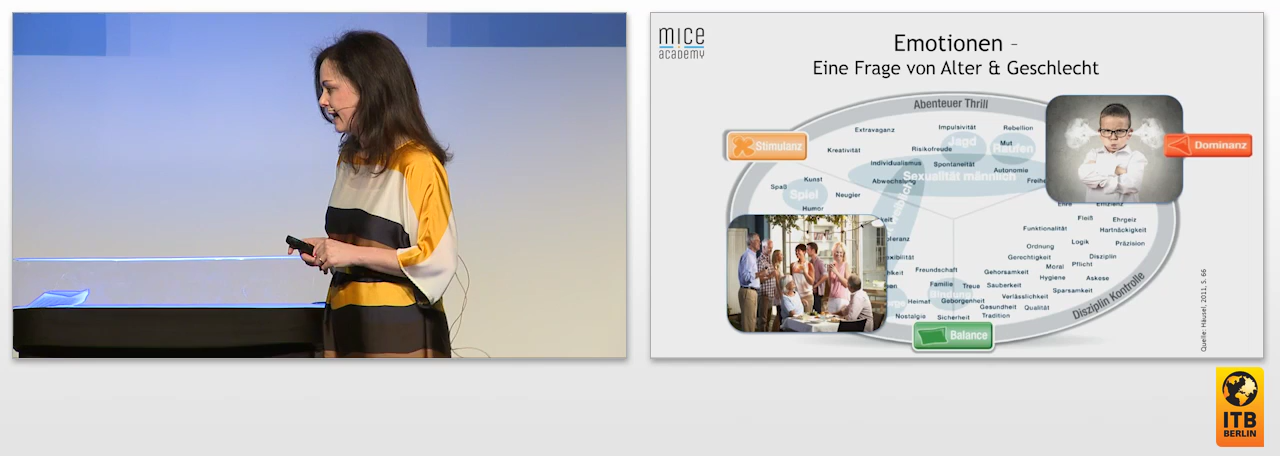 mice
academy
Emotionen –
Eine Frage von Alter & Geschlecht
Abenteuer Thrill
Stimulanz
Dominanz
Extravaganz
Impulsivität
Rebellion
Kreativität
Risikofreude
Jagd
Mut
Raufen
Individualismus
Spontaneität
Autonomie
Sexualität männlich
Abwechslung
Spaß
Kunst
Neugier
Spiel
Humor
Fleiß
Ehrgeiz
Funktionalität
Hartnäckigkeit
Ordnung
Logik
Präzision
Gerechtigkeit
Disziplin
Moral
Pflicht
Freundschaft
Gehorsamkeit
Hygiene
Askese
Familie
Treue
Sauberkeit
Sparsamkeit
Heimat
Geborgenheit
Verlässlichkeit
Gesundheit
Qualität
Nostalgie
Sicherheit
Tradition
Disziplin Kontrolle
Balance
Quelle: Häusel, 2011, S. 66
ITB
BERLIN